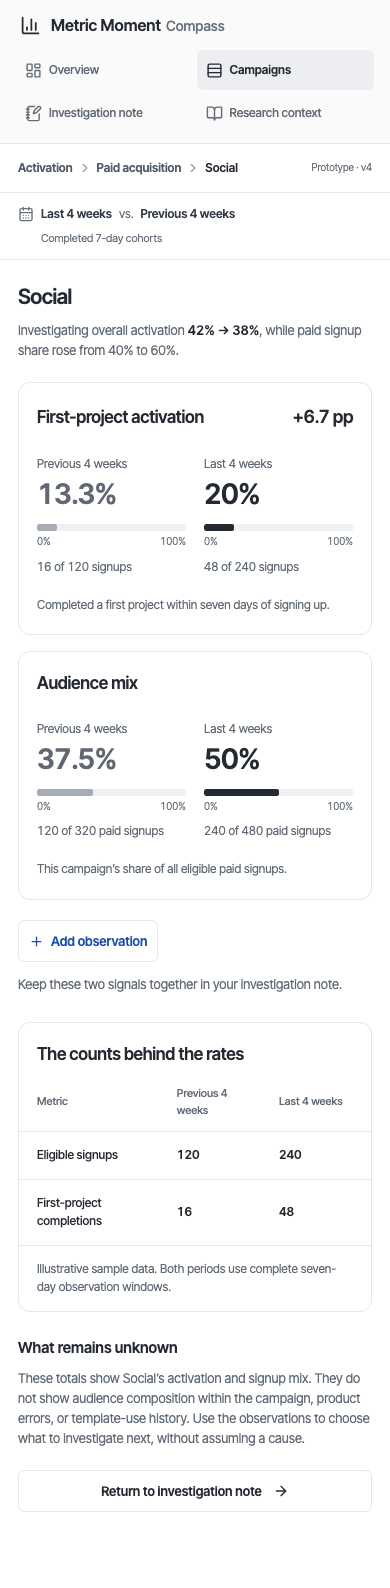 Metric Moment Compass
Overview
Campaigns
Investigation note
Research context
Activation > Paid acquisition > Social
Prototype · v4
Last 4 weeks vs. Previous 4 weeks
Completed 7-day cohorts
Social
Investigating overall activation 42% → 38%, while paid signup
share rose from 40% to 60%.
First-project activation
+6.7 pp
Previous 4 weeks
Last 4 weeks
13.3%
20%
0%
100%
0%
100%
16 of 120 signups
48 of 240 signups
Completed a first project within seven days of signing up.
Audience mix
Previous 4 weeks
Last 4 weeks
37.5%
50%
0%
100%
0%
100%
120 of 320 paid signups
240 of 480 paid signups
This campaign’s share of all eligible paid signups.
+ Add observation
Keep these two signals together in your investigation note.
The counts behind the rates
Metric
Previous 4
weeks
Last 4 weeks
Eligible signups
120
240
First-project
completions
16
48
Illustrative sample data. Both periods use complete seven-
day observation windows.
What remains unknown
These totals show Social’s activation and signup mix. They do
not show audience composition within the campaign, product
errors, or template-use history. Use the observations to choose
what to investigate next, without assuming a cause.
Return to investigation note →